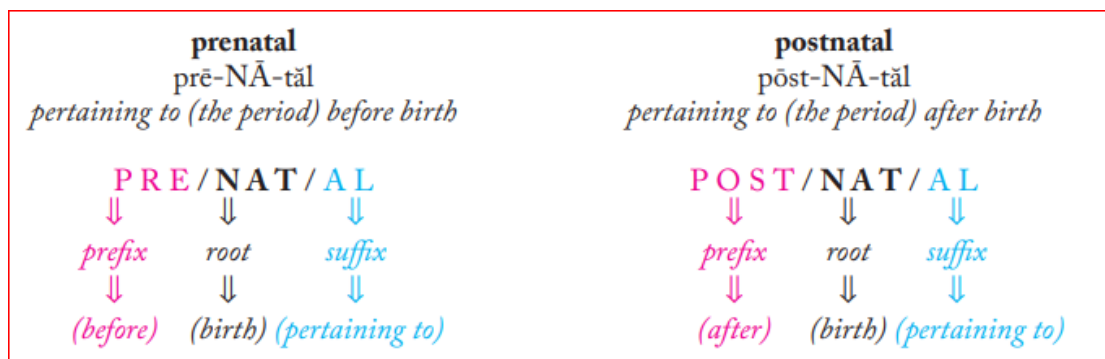 prenatal
prē-NĀ-tăl
pertaining to (the period) before birth
PRE/NAT/AL
⇓ ⇓ ⇓
prefix root suffix
⇓ ⇓ ⇓
(before) (birth) (pertaining to)
postnatal
pōst-NĀ-tăl
pertaining to (the period) after birth
POST/NAT/AL
⇓ ⇓ ⇓
prefix root suffix
⇓ ⇓ ⇓
(after) (birth) (pertaining to)